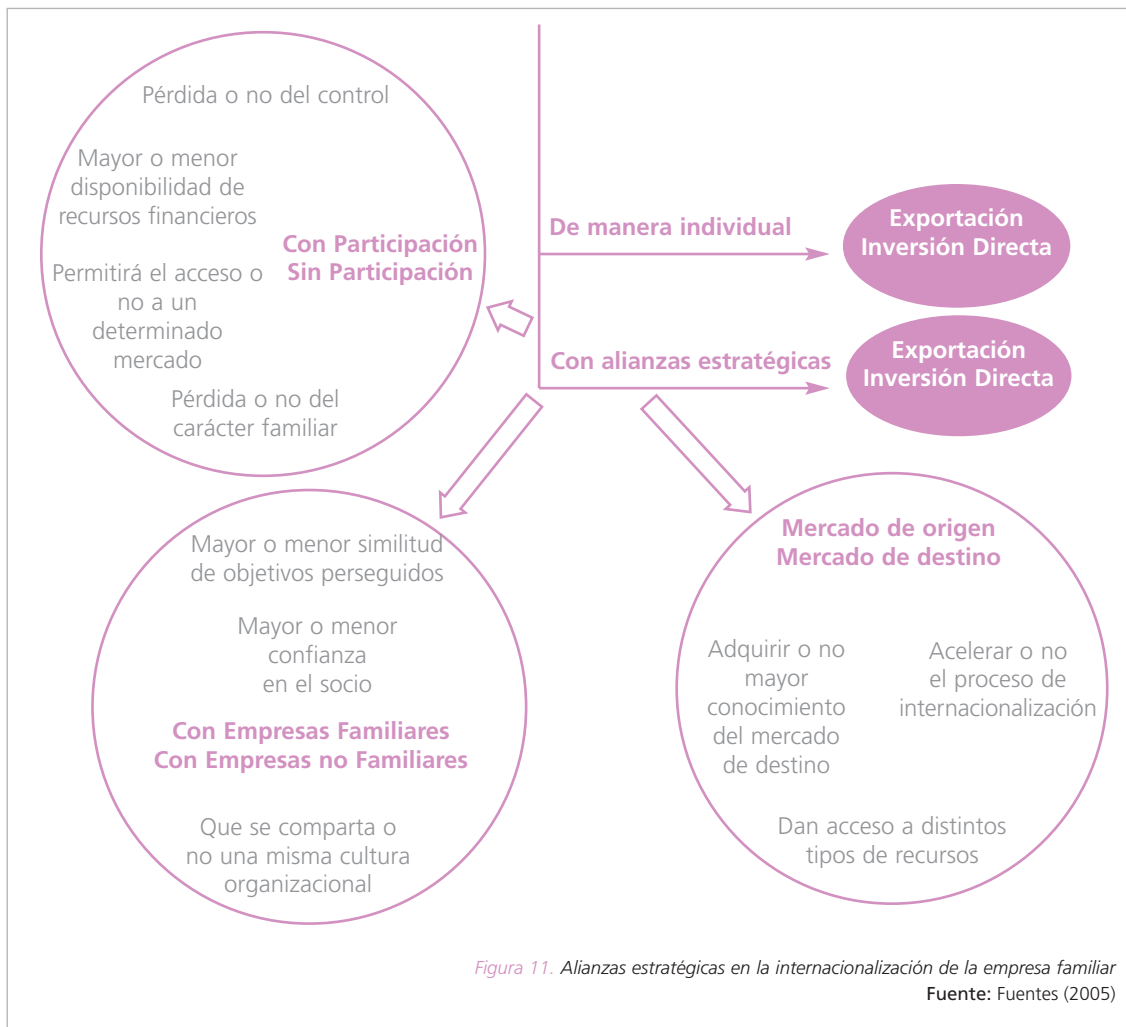 Pérdida o no del control
Mayor o menor
disponibilidad de
recursos financieros
Con Participación
Sin Participación
Permitirá el acceso o
no a un
determinado
mercado
Pérdida o no del
carácter familiar
De manera individual
Exportación
Inversión Directa
Con alianzas estratégicas
Exportación
Inversión Directa
Mayor o menor similitud
de objetivos perseguidos
Mayor o menor
confianza
en el socio
Con Empresas Familiares
Con Empresas no Familiares
Que se comparta o
no una misma cultura
organizacional
Mercado de origen
Mercado de destino
Adquirir o no
mayor
conocimiento
del mercado
de destino
Acelerar o no
el proceso de
internacionalización
Dan acceso a distintos
tipos de recursos
Figura 11. Alianzas estratégicas en la internacionalización de la empresa familiar
Fuente: Fuentes (2005)